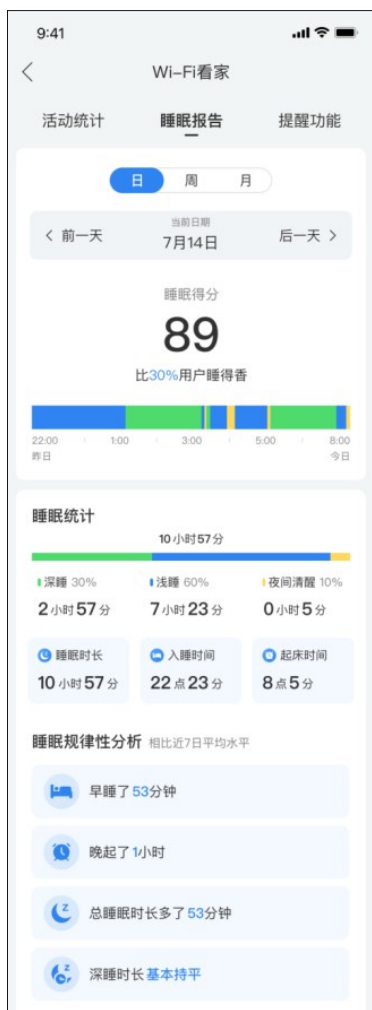 9:41
Wi-Fi看家
活动统计 睡眠报告 提醒功能
日 周 月
当前日期
前一天 7月14日 后一天
睡眠得分
89
比30%用户睡得香
22:00 1:00 3:00 5:00 8:00
昨日 今日
睡眠统计
10小时57分
深睡 30% 浅睡 60% 夜间清醒 10%
2小时57分 7小时23分 0小时5分
睡眠时长 入睡时间 起床时间
10小时57分 22点23分 8点5分
睡眠规律性分析 相比近7日平均水平
早睡了53分钟
晚起了1小时
总睡眠时长多了53分钟
深睡时长基本持平